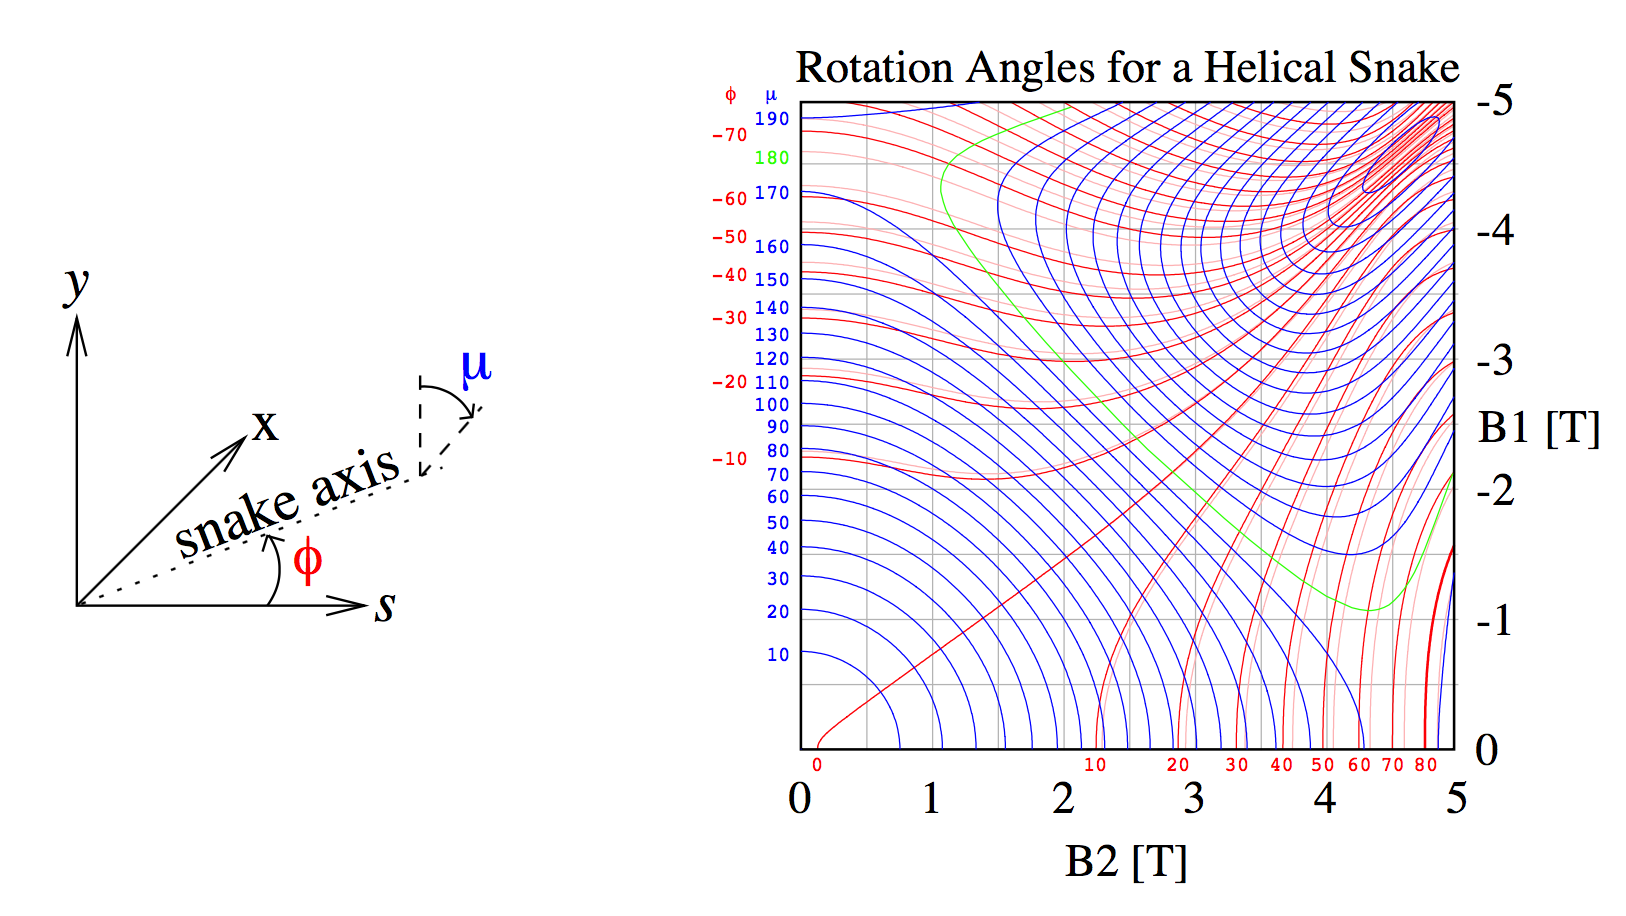 y
x
s
snake axis
ϕ
μ
Rotation Angles for a Helical Snake
ϕ μ
190
-70
180
170
-60
-50
160
-40
150
140
-30
130
120
-20
110
100
90
80
-10
70
60
50
40
30
20
10
-5
-4
-3
B1 [T]
-2
-1
0
0 10 20 30 40 50 60 70 80
0 1 2 3 4 5
B2 [T]